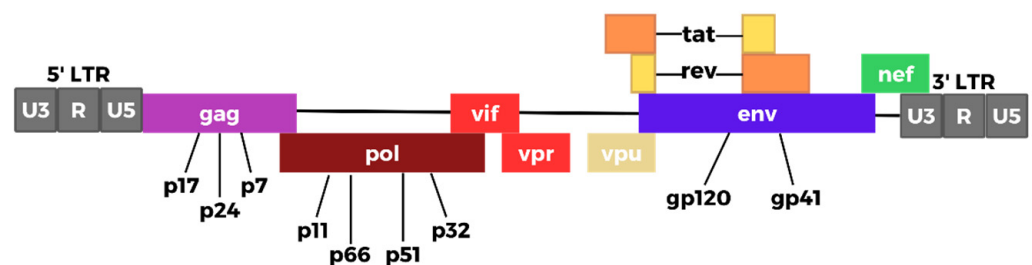 tat
rev
nef
5' LTR
3' LTR
U3 R U5 gag vif env U3 R U5
pol vpr vpu
p17 p7 gp120 gp41
p24
p11 p32
p66 p51